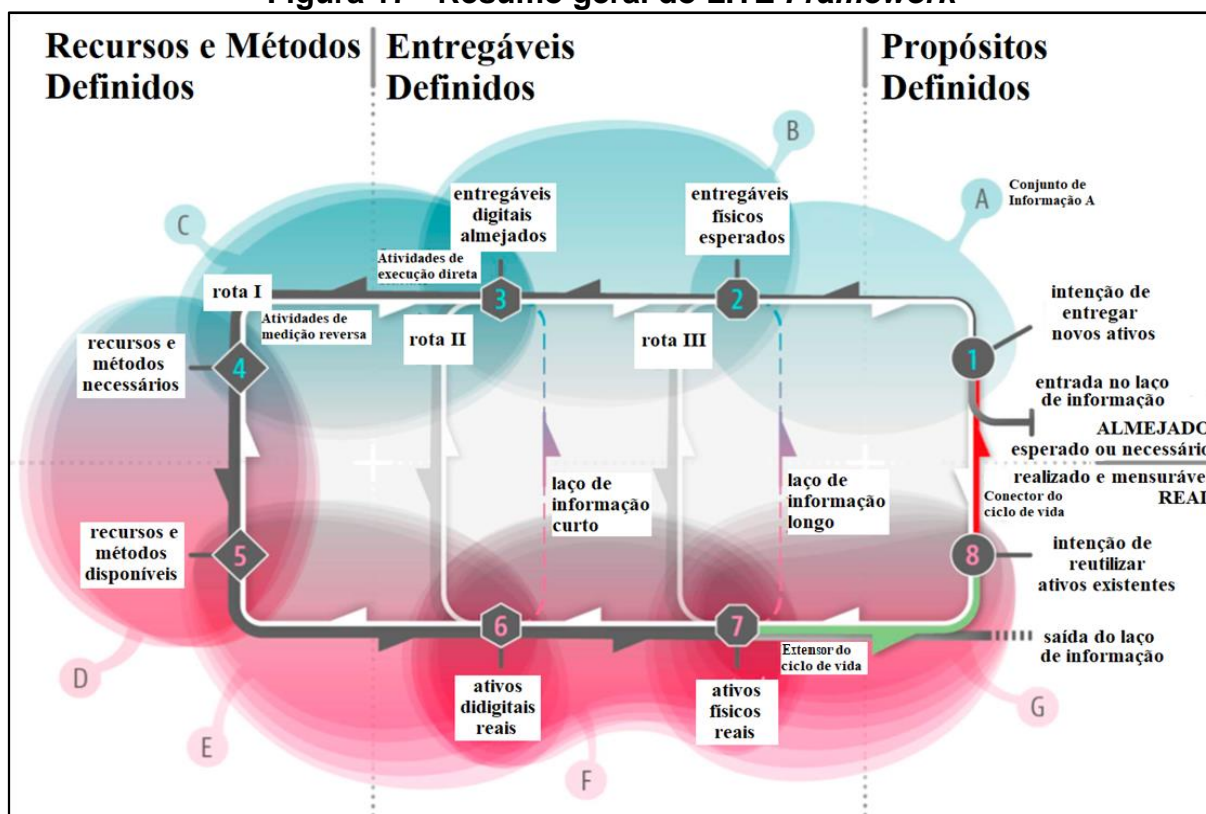 Figura 17 - Resumo geral do LITE Framework
Recursos e Métodos
Definidos
Entregáveis
Definidos
Propósitos
Definidos
B
A
Conjunto de
Informação A
C
entregáveis
digitais
almejados
entregáveis
físicos
esperados
Atividades de
execução direta
rota I
3
2
intenção de
entregar
novos ativos
Atividades de
medição reversa
rota II
rota III
recursos e
métodos
necessários
4
1
entrada no laço
de informação
ALMEJADO
esperado ou necessário
realizado e mensuráve
REAL
laço de
informação
curto
laço de
informação
longo
Conector do
ciclo de vida
recursos e
métodos
disponíveis
5
8
intenção de
reutilizar
ativos existentes
6
7
Extensor do
ciclo de vida
saída do laço
de informação
D
ativos
didigitais
reais
ativos
físicos
reais
G
E
F